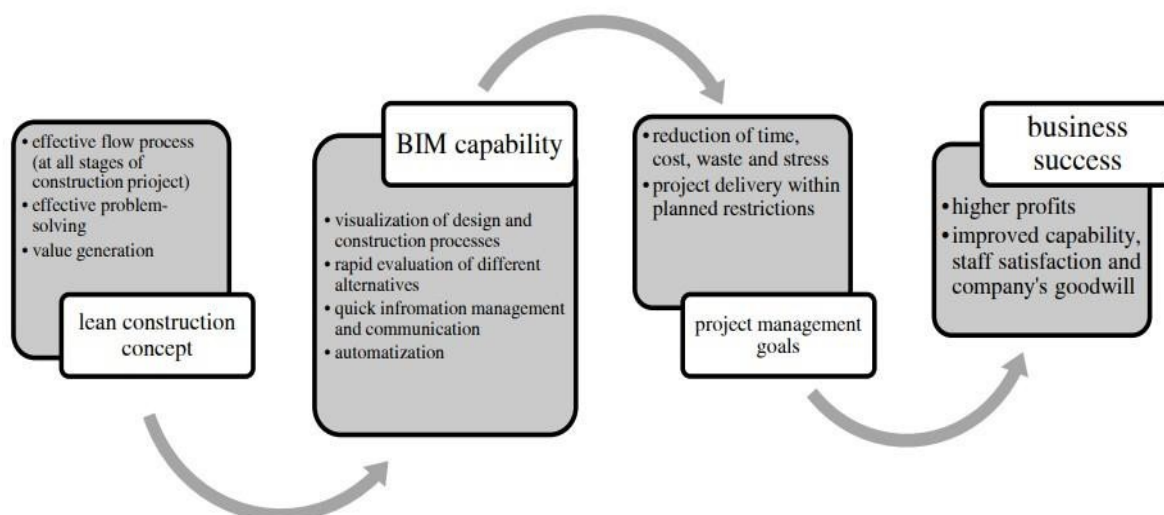 • effective flow process
(at all stages of
construction prioject)
• effective problem-
solving
• value generation
lean construction
concept
BIM capability
• visualization of design and
construction processes
• rapid evaluation of different
alternatives
• quick infromation management
and communication
• automatization
• reduction of time,
cost, waste and stress
• project delivery within
planned restrictions
project management
goals
business
success
• higher profits
• improved capability,
staff satisfaction and
company's goodwill